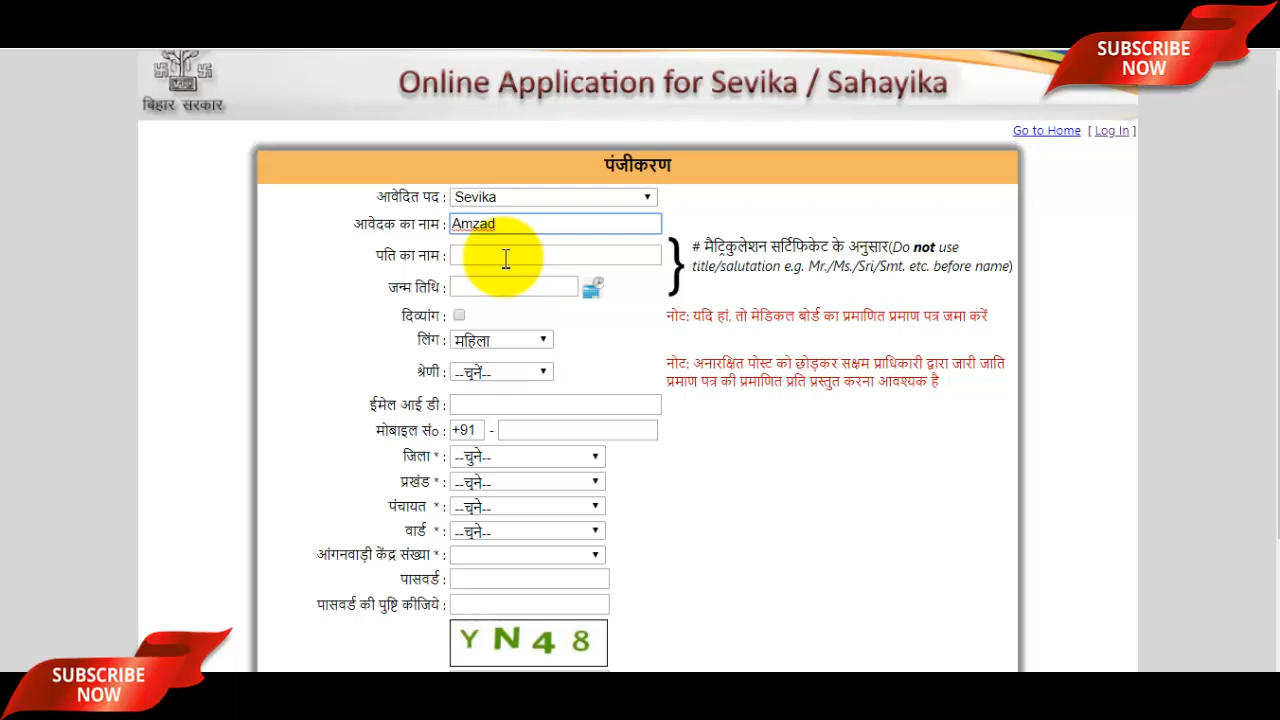 SUBSCRIBE
NOW
बिहार सरकार
Online Application for Sevika / Sahayika
Go to Home [ Log In ]
पंजीकरण
आवेदित पद : Sevika
आवेदक का नाम : Amzad
पति का नाम :
# मैट्रिकुलेशन सर्टिफिकेट के अनुसार(Do not use
title/salutation e.g. Mr./Ms./Sri/Smt. etc. before name)
जन्म तिथि :
दिव्यांग :
नोट: यदि हां, तो मेडिकल बोर्ड का प्रमाणित प्रमाण पत्र जमा करें
लिंग : महिला
श्रेणी : --चुनें--
नोट: अनारक्षित पोस्ट को छोड़कर सक्षम प्राधिकारी द्वारा जारी जाति
प्रमाण पत्र की प्रमाणित प्रति प्रस्तुत करना आवश्यक है
ईमेल आई डी :
मोबाइल सं० : +91 -
जिला * : --चुने--
प्रखंड * : --चुने--
पंचायत * : --चुने--
वार्ड * : --चुने--
आंगनवाड़ी केंद्र संख्या * :
पासवर्ड :
पासवर्ड की पुष्टि कीजिये :
Y N 4 8
SUBSCRIBE
NOW